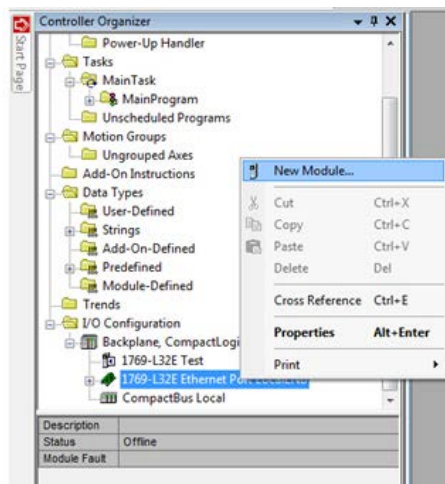 Controller Organizer
Start Page
Power-Up Handler
Tasks
MainTask
MainProgram
Unscheduled Programs
Motion Groups
Ungrouped Axes
Add-On Instructions
Data Types
User-Defined
Strings
Add-On-Defined
Predefined
Module-Defined
Trends
I/O Configuration
Backplane, CompactLogi
1769-L32E Test
1769-L32E Ethernet Port LocalENB
CompactBus Local
New Module...
Cut Ctrl+X
Copy Ctrl+C
Paste Ctrl+V
Delete Del
Cross Reference Ctrl+E
Properties Alt+Enter
Print
Description
Status Offline
Module Fault